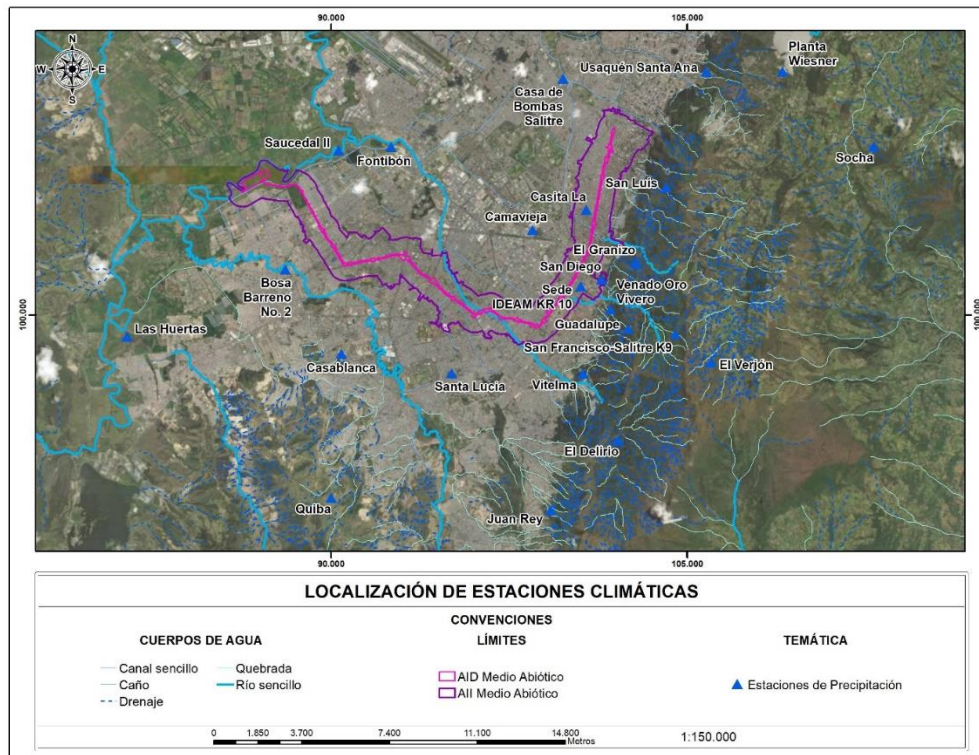 90.000
105.000
N
W
E
S
Usaquén Santa Ana
Planta
Wiesner
Casa de
Bombas
Salitre
Saucedal II
Fontibón
Socha
San Luis
Casita La
Camavieja
El Granizo
San Diego
Bosa
Barreno
No. 2
Sede
IDEAM KR 10
Venado Oro
Vivero
100.000
100.000
Las Huertas
Guadalupe
San Francisco-Salitre K9
Casablanca
El Verjón
Santa Lucía
Vitelma
El Delirio
Quiba
Juan Rey
90.000
105.000
LOCALIZACIÓN DE ESTACIONES CLIMÁTICAS
CONVENCIONES
CUERPOS DE AGUA
LÍMITES
TEMÁTICA
Canal sencillo
Quebrada
Caño
Río sencillo
Drenaje
AID Medio Abiótico
AII Medio Abiótico
Estaciones de Precipitación
0 1.850 3.700 7.400 11.100 14.800
Metros
1:150.000